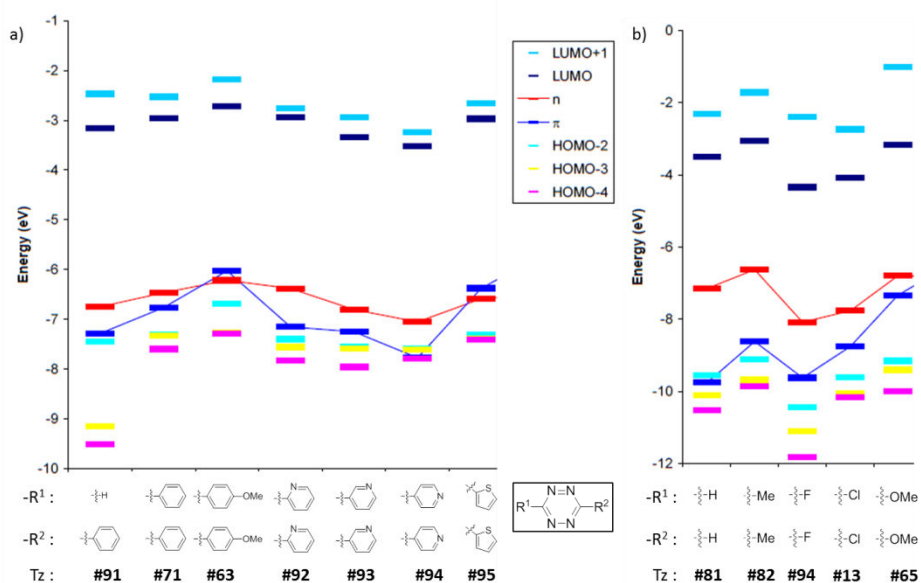 a)
-1
-2
-3
-4
-5
-6
-7
-8
-9
-10
Energy (eV)
LUMO+1
LUMO
n
π
HOMO-2
HOMO-3
HOMO-4
b)
0
-2
-4
-6
-8
-10
-12
Energy (eV)
-R¹ : H OMe N N N S
-R² : OMe N N N S
Tz : #91 #71 #63 #92 #93 #94 #95
N N
R¹ R²
N N
-R¹ : -H -Me -F -Cl -OMe
-R² : -H -Me -F -Cl -OMe
Tz : #81 #82 #94 #13 #65